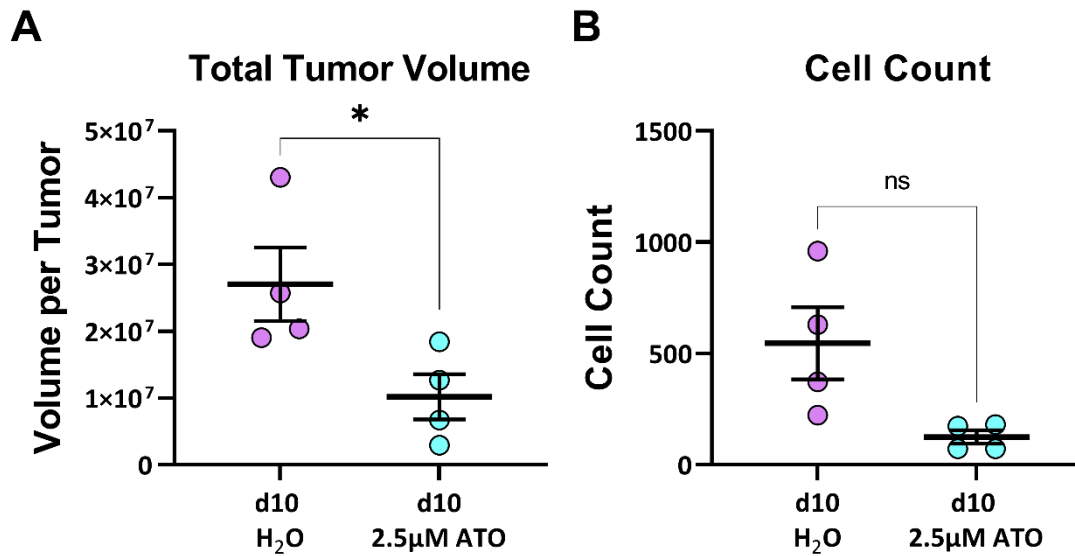 A
Total Tumor Volume
*
Volume per Tumor
5×10⁷
4×10⁷
3×10⁷
2×10⁷
1×10⁷
0
d10
H₂O
d10
2.5μM ATO
B
Cell Count
ns
Cell Count
1500
1000
500
0
d10
H₂O
d10
2.5μM ATO